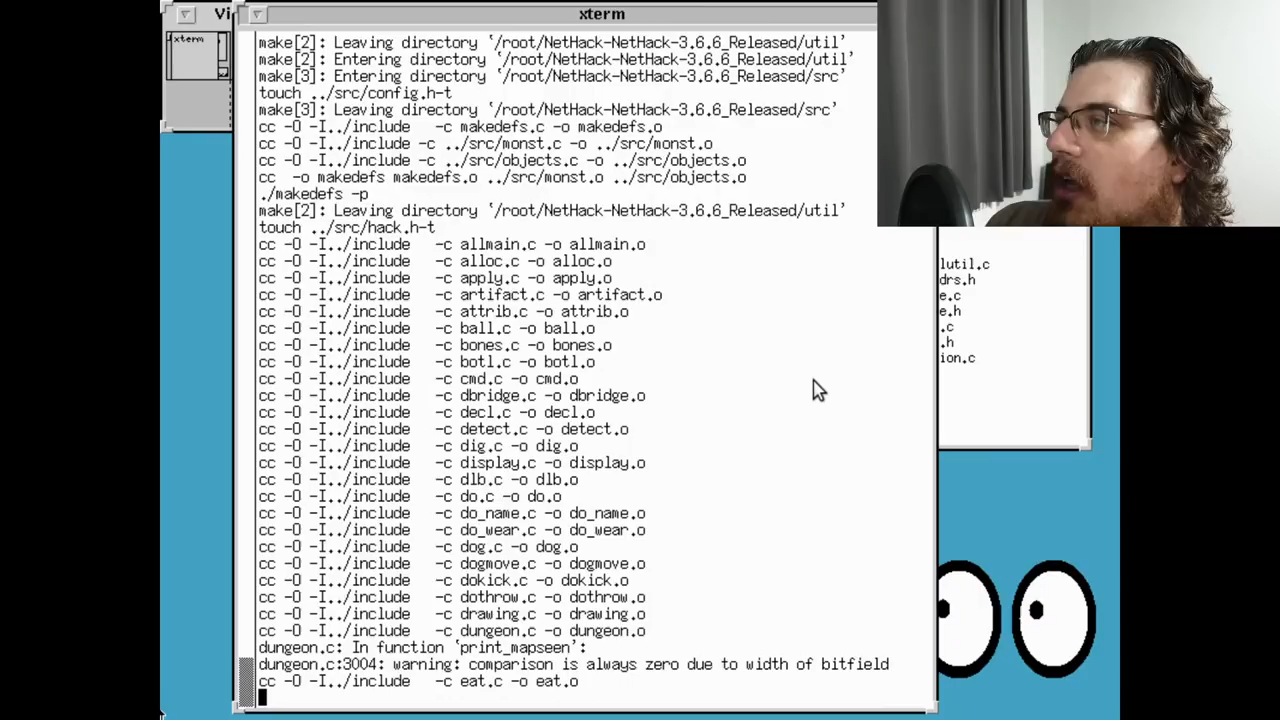 Vi
xterm
xterm
make[2]: Leaving directory '/root/NetHack-NetHack-3.6.6_Released/util'
make[2]: Entering directory '/root/NetHack-NetHack-3.6.6_Released/util'
make[3]: Entering directory '/root/NetHack-NetHack-3.6.6_Released/src'
touch ../src/config.h-t
make[3]: Leaving directory '/root/NetHack-NetHack-3.6.6_Released/src'
cc -O -I../include -c makedefs.c -o makedefs.o
cc -O -I../include -c ../src/monst.c -o ../src/monst.o
cc -O -I../include -c ../src/objects.c -o ../src/objects.o
cc -o makedefs makedefs.o ../src/monst.o ../src/objects.o
./makedefs -p
make[2]: Leaving directory '/root/NetHack-NetHack-3.6.6_Released/util'
touch ../src/hack.h-t
cc -O -I../include -c allmain.c -o allmain.o
cc -O -I../include -c alloc.c -o alloc.o
cc -O -I../include -c apply.c -o apply.o
cc -O -I../include -c artifact.c -o artifact.o
cc -O -I../include -c attrib.c -o attrib.o
cc -O -I../include -c ball.c -o ball.o
cc -O -I../include -c bones.c -o bones.o
cc -O -I../include -c botl.c -o botl.o
cc -O -I../include -c cmd.c -o cmd.o
cc -O -I../include -c dbridge.c -o dbridge.o
cc -O -I../include -c decl.c -o decl.o
cc -O -I../include -c detect.c -o detect.o
cc -O -I../include -c dig.c -o dig.o
cc -O -I../include -c display.c -o display.o
cc -O -I../include -c dlb.c -o dlb.o
cc -O -I../include -c do.c -o do.o
cc -O -I../include -c do_name.c -o do_name.o
cc -O -I../include -c do_wear.c -o do_wear.o
cc -O -I../include -c dog.c -o dog.o
cc -O -I../include -c dogmove.c -o dogmove.o
cc -O -I../include -c dokick.c -o dokick.o
cc -O -I../include -c dothrow.c -o dothrow.o
cc -O -I../include -c drawing.c -o drawing.o
cc -O -I../include -c dungeon.c -o dungeon.o
dungeon.c: In function 'print_mapseen':
dungeon.c:3004: warning: comparison is always zero due to width of bitfield
cc -O -I../include -c eat.c -o eat.o
lutil.c
drs.h
e.c
e.h
.c
.h
ion.c